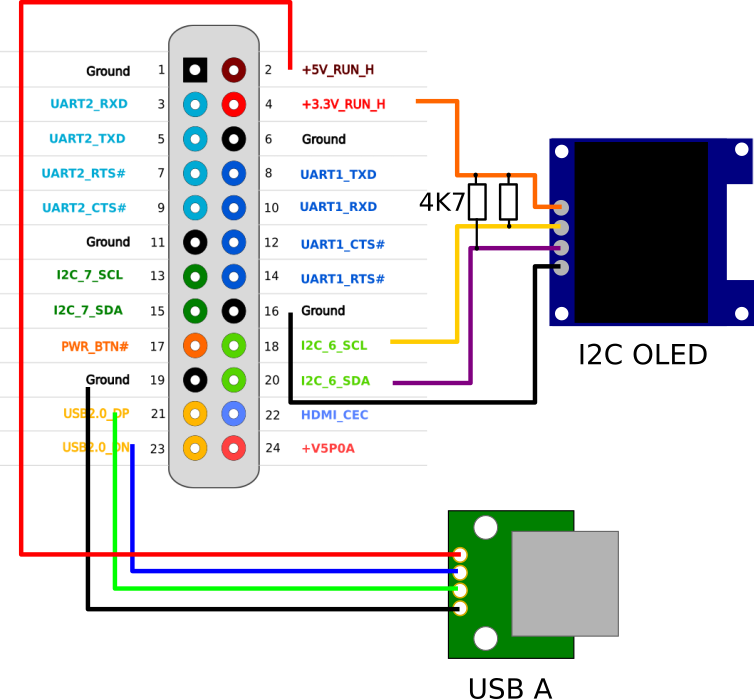 Ground 1 2 +5V_RUN_H
UART2_RXD 3 4 +3.3V_RUN_H
UART2_TXD 5 6 Ground
UART2_RTS# 7 8 UART1_TXD
UART2_CTS# 9 10 UART1_RXD
4K7
Ground 11 12 UART1_CTS#
I2C_7_SCL 13 14 UART1_RTS#
I2C_7_SDA 15 16 Ground
PWR_BTN# 17 18 I2C_6_SCL
I2C OLED
Ground 19 20 I2C_6_SDA
USB2.0_DP 21 22 HDMI_CEC
USB2.0_DN 23 24 +V5P0A
USB A